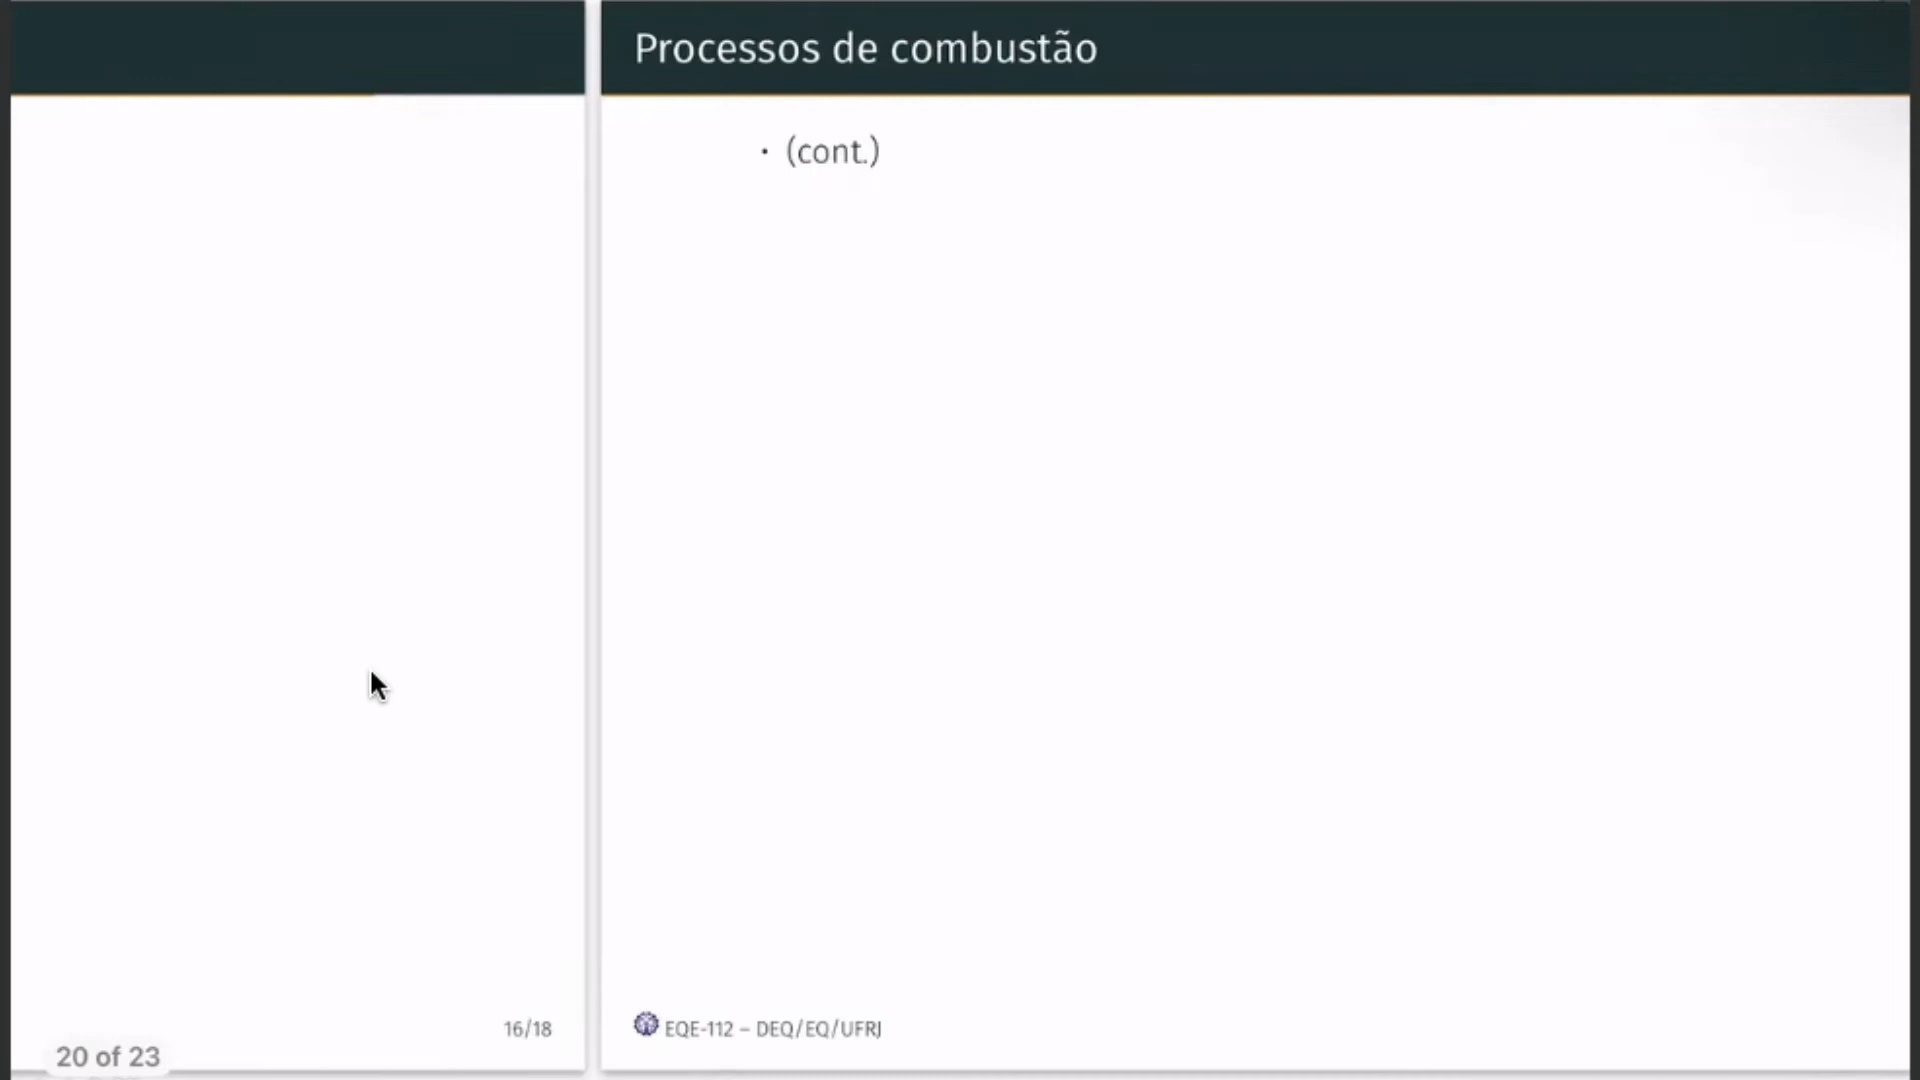 Processos de combustão
· (cont.)
16/18
EQE-112 – DEQ/EQ/UFRJ
20 of 23